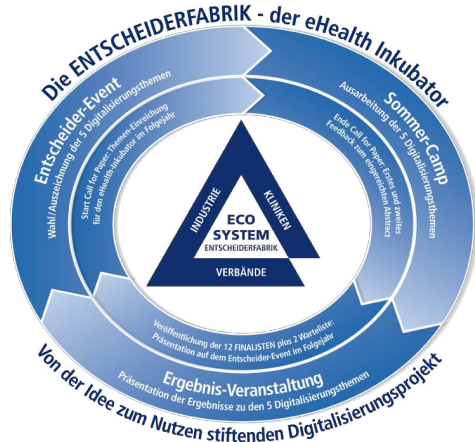 Die ENTSCHEIDERFABRIK - der eHealth Inkubator
Entscheider-Event
Wahl/Auszeichnung der 5 Digitalisierungsthemen
Start Call for Paper: Themen-Einreichung
für den eHealth-Inkubator im Folgejahr
Sommer-Camp
Ausarbeitung der 5 Digitalisierungsthemen
Ende Call for Paper: Erstes und zweites
Feedback zum eingereichten Abstract
INDUSTRIE
KLINIKEN
ECO
SYSTEM
ENTSCHEIDERFABRIK
VERBÄNDE
Veröffentlichung der 12 FINALISTEN plus 2 Warteliste:
Präsentation auf dem Entscheider-Event im Folgejahr
Ergebnis-Veranstaltung
Präsentation der Ergebnisse zu den 5 Digitalisierungsthemen
Von der Idee zum Nutzen stiftenden Digitalisierungsprojekt